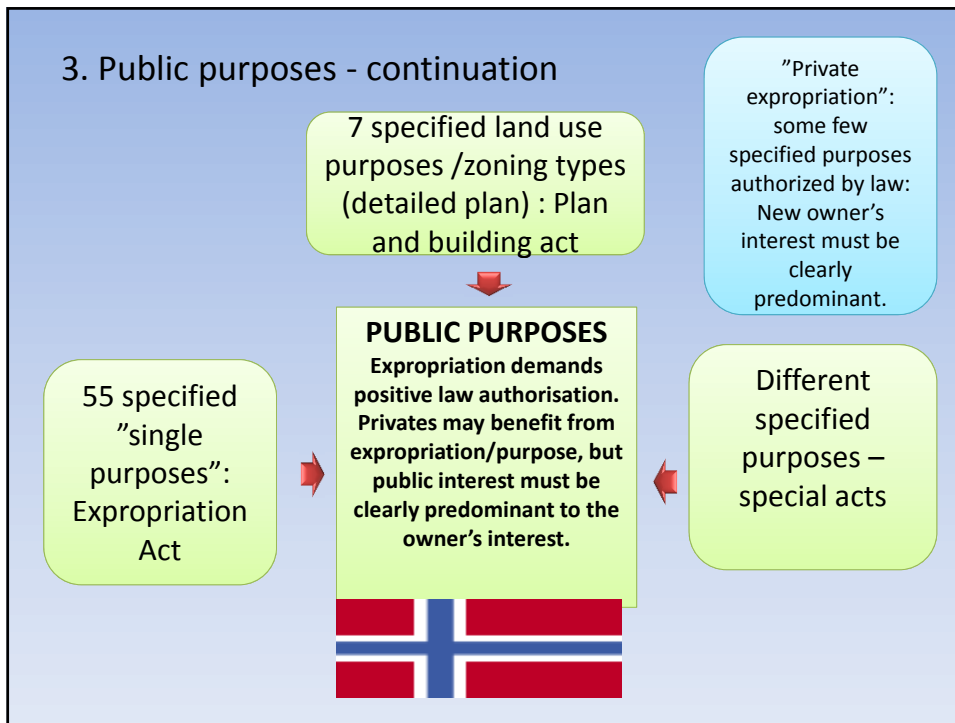 3. Public purposes - continuation
”Private
expropriation”:
some few
specified purposes
authorized by law:
New owner’s
interest must be
clearly
predominant.
7 specified land use
purposes /zoning types
(detailed plan) : Plan
and building act
PUBLIC PURPOSES
Expropriation demands
positive law authorisation.
Privates may benefit from
expropriation/purpose, but
public interest must be
clearly predominant to the
owner’s interest.
55 specified
”single
purposes”:
Expropriation
Act
Different
specified
purposes –
special acts